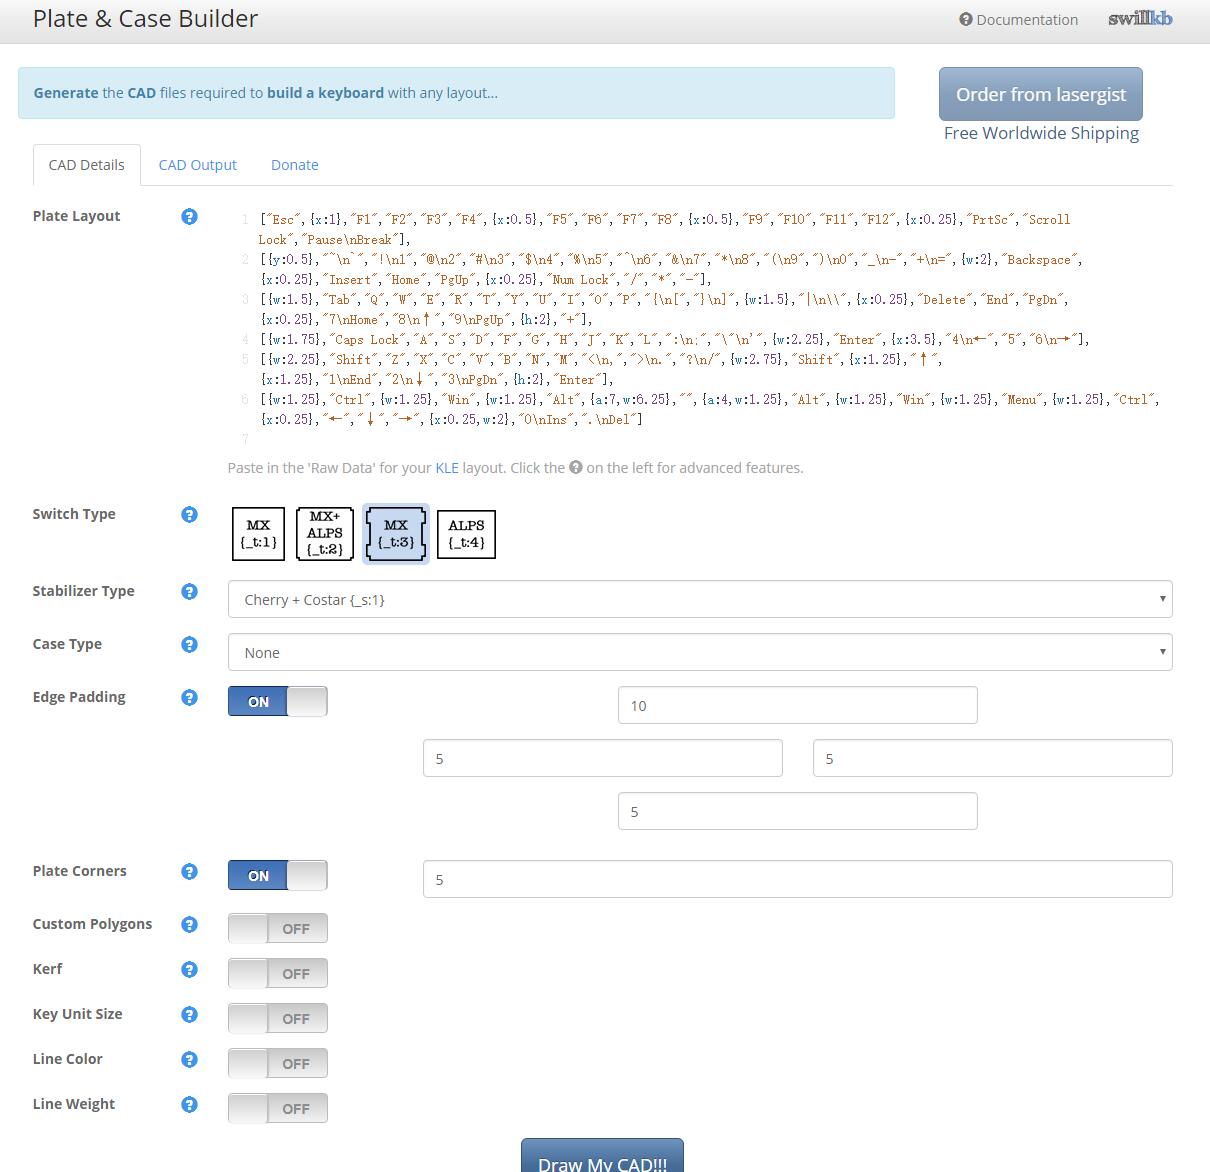 Plate & Case Builder
Documentation
swillkb
Generate the CAD files required to build a keyboard with any layout...
Order from lasergist
Free Worldwide Shipping
CAD Details
CAD Output
Donate
Plate Layout
1 ["Esc",{x:1},"F1","F2","F3","F4",{x:0.5},"F5","F6","F7","F8",{x:0.5},"F9","F10","F11","F12",{x:0.25},"PrtSc","Scroll
Lock","Pause\nBreak"],
2 [{y:0.5},"~\n`","!\n1","@\n2","#\n3","$\n4","%\n5","^\n6","&\n7","*\n8","(\n9",")\n0","_\n-","+\n=",{w:2},"Backspace",
{x:0.25},"Insert","Home","PgUp",{x:0.25},"Num Lock","/","*","-"],
3 [{w:1.5},"Tab","Q","W","E","R","T","Y","U","I","O","P","{\n[","}\n]",{w:1.5},"|\n\\",{x:0.25},"Delete","End","PgDn",
{x:0.25},"7\nHome","8\n↑","9\nPgUp",{h:2},"+"],
4 [{w:1.75},"Caps Lock","A","S","D","F","G","H","J","K","L",":\n;","\"\n'",{w:2.25},"Enter",{x:3.5},"4\n←","5","6\n→"],
5 [{w:2.25},"Shift","Z","X","C","V","B","N","M","<\n,",">\n.","?\n/",{w:2.75},"Shift",{x:1.25},"↑",
{x:1.25},"1\nEnd","2\n↓","3\nPgDn",{h:2},"Enter"],
6 [{w:1.25},"Ctrl",{w:1.25},"Win",{w:1.25},"Alt",{a:7,w:6.25},"",{a:4,w:1.25},"Alt",{w:1.25},"Win",{w:1.25},"Menu",{w:1.25},"Ctrl",
{x:0.25},"←","↓","→",{x:0.25,w:2},"0\nIns",".\nDel"]
7
Paste in the 'Raw Data' for your KLE layout. Click the ? on the left for advanced features.
Switch Type
MX
{_t:1}
MX+
ALPS
{_t:2}
MX
{_t:3}
ALPS
{_t:4}
Stabilizer Type
Cherry + Costar {_s:1}
Case Type
None
Edge Padding
ON
10
5
5
5
Plate Corners
ON
5
Custom Polygons
OFF
Kerf
OFF
Key Unit Size
OFF
Line Color
OFF
Line Weight
OFF
Draw My CAD!!!